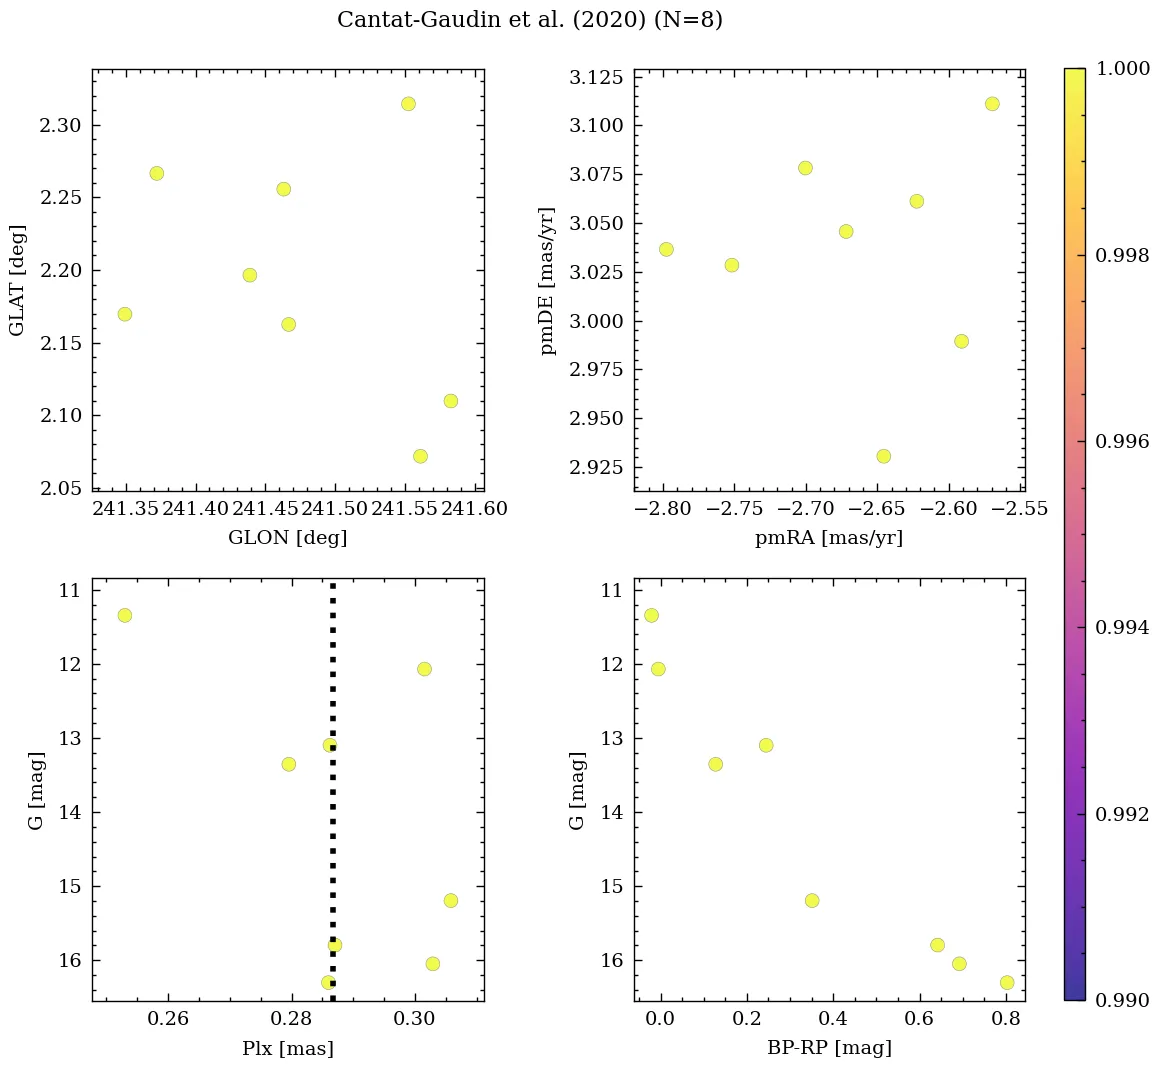 Cantat-Gaudin et al. (2020) (N=8)
2.30
2.25
2.20
2.15
2.10
2.05
GLAT [deg]
241.35 241.40 241.45 241.50 241.55 241.60
GLON [deg]
3.125
3.100
3.075
3.050
3.025
3.000
2.975
2.950
2.925
pmDE [mas/yr]
−2.80 −2.75 −2.70 −2.65 −2.60 −2.55
pmRA [mas/yr]
11
12
13
14
15
16
G [mag]
0.26 0.28 0.30
Plx [mas]
11
12
13
14
15
16
G [mag]
0.0 0.2 0.4 0.6 0.8
BP-RP [mag]
1.000
0.998
0.996
0.994
0.992
0.990